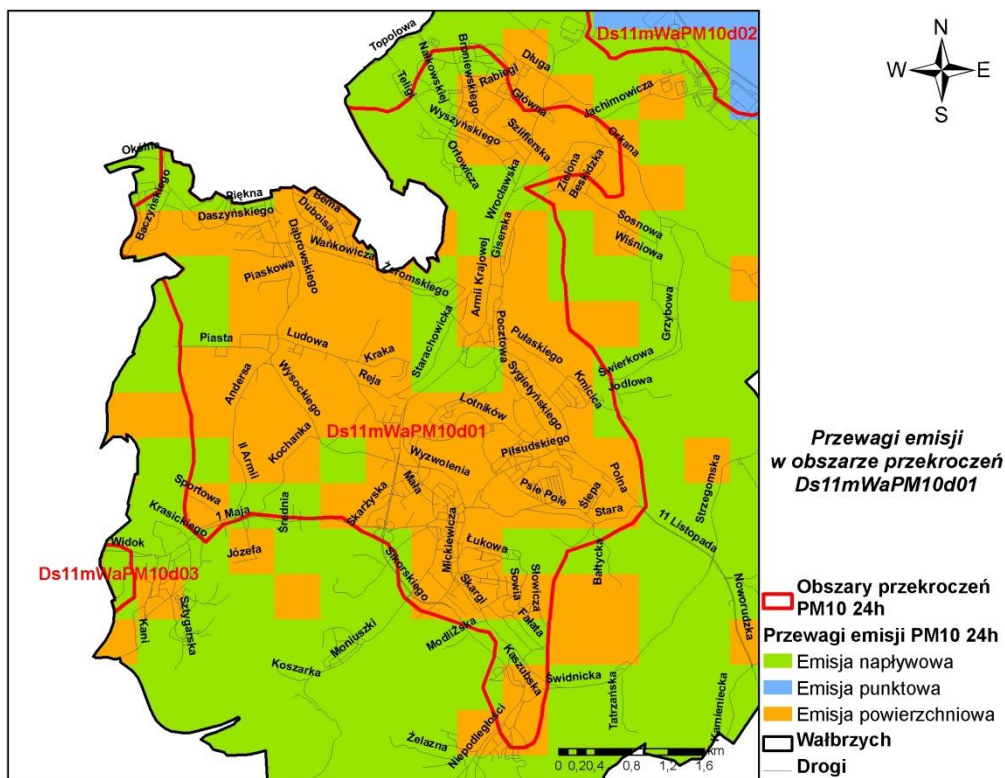 Topolowa
Ds11mWaPM10d02
N
W
E
S
Nałkowskiej
Broniewskiego
Długa
Teligi
Rabiegi
Główna
Jachimowicza
Wyszyńskiego
Szlifierska
Orkana
Okólna
Orłowicza
Zielona
Beskidzka
Baczyńskiego
Piękna
Wrocławska
Berna
Daszyńskiego
Duboisa
Giserska
Sosnowa
Wiśniowa
Dąbrowskiego
Wańkowicza
Żeromskiego
Piaskowa
Armii Krajowej
Grzybowa
Starachowicka
Pocztowa
Piasta
Ludowa
Pułaskiego
Kraka
Świerkowa
Jodłowa
Andersa
Wysockiego
Reja
Sygietyńskiego
Kmicica
Lotników
Ds11mWaPM10d01
Kochanka
II Armii
Wyzwolenia
Piłsudskiego
Przewagi emisji
w obszarze przekroczeń
Ds11mWaPM10d01
Sportowa
Mała
Polna
Psie Pole
Ślepa
Strzegomska
Skarżyska
Stara
Krasickiego
1 Maja
Średnia
11 Listopada
Widok
Józefa
Mickiewicza
Łukowa
Bałtycka
Ds11mWaPM10d03
Sikorskiego
Skargi
Sowia
Słowicza
Noworudzka
Sztygarska
Kani
Fałata
Moniuszki
ModliŻska
Koszarka
Kaszubska
Świdnicka
Tatrzańska
Kamieniecka
Niepodległości
Żelazna
km
0 0,20,4 0,8 1,2 1,6
Obszary przekroczeń
PM10 24h
Przewagi emisji PM10 24h
Emisja napływowa
Emisja punktowa
Emisja powierzchniowa
Wałbrzych
Drogi